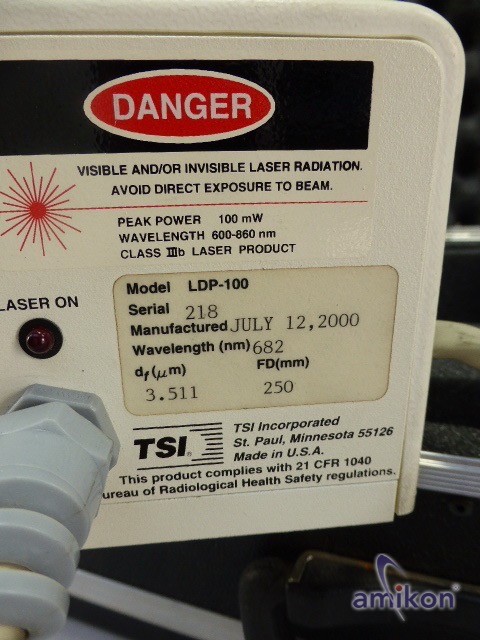 DANGER
VISIBLE AND/OR INVISIBLE LASER RADIATION.
AVOID DIRECT EXPOSURE TO BEAM.
PEAK POWER 100 mW
WAVELENGTH 600-860 nm
CLASS IIIb LASER PRODUCT
Model LDP-100
Serial 218
Manufactured JULY 12,2000
Wavelength (nm) 682
df(μm) FD(mm)
3.511 250
LASER ON
TSI
TSI Incorporated
St. Paul, Minnesota 55126
Made in U.S.A.
This product complies with 21 CFR 1040
ureau of Radiological Health Safety regulations.
amikon